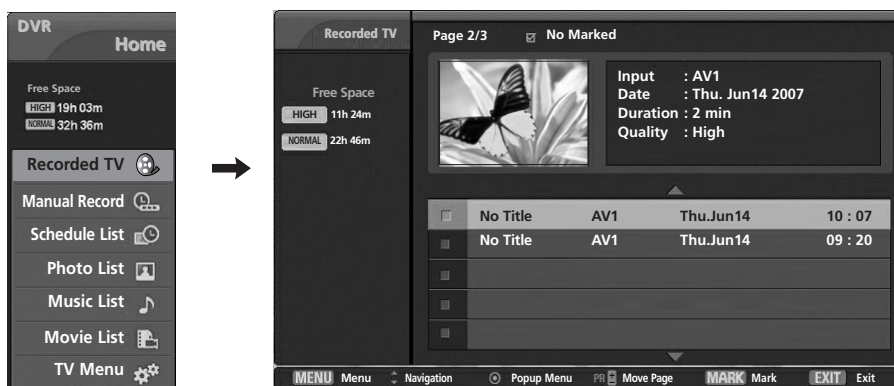 DVR
Home
Free Space
HIGH 19h 03m
NORMAL 32h 36m
Recorded TV
Manual Record
Schedule List
Photo List
Music List
Movie List
TV Menu
Recorded TV
Free Space
HIGH 11h 24m
NORMAL 22h 46m
Page 2/3 No Marked
Input : AV1
Date : Thu. Jun14 2007
Duration : 2 min
Quality : High
No Title AV1 Thu.Jun14 10 : 07
No Title AV1 Thu.Jun14 09 : 20
MENU Menu Navigation Popup Menu PR Move Page MARK Mark EXIT Exit